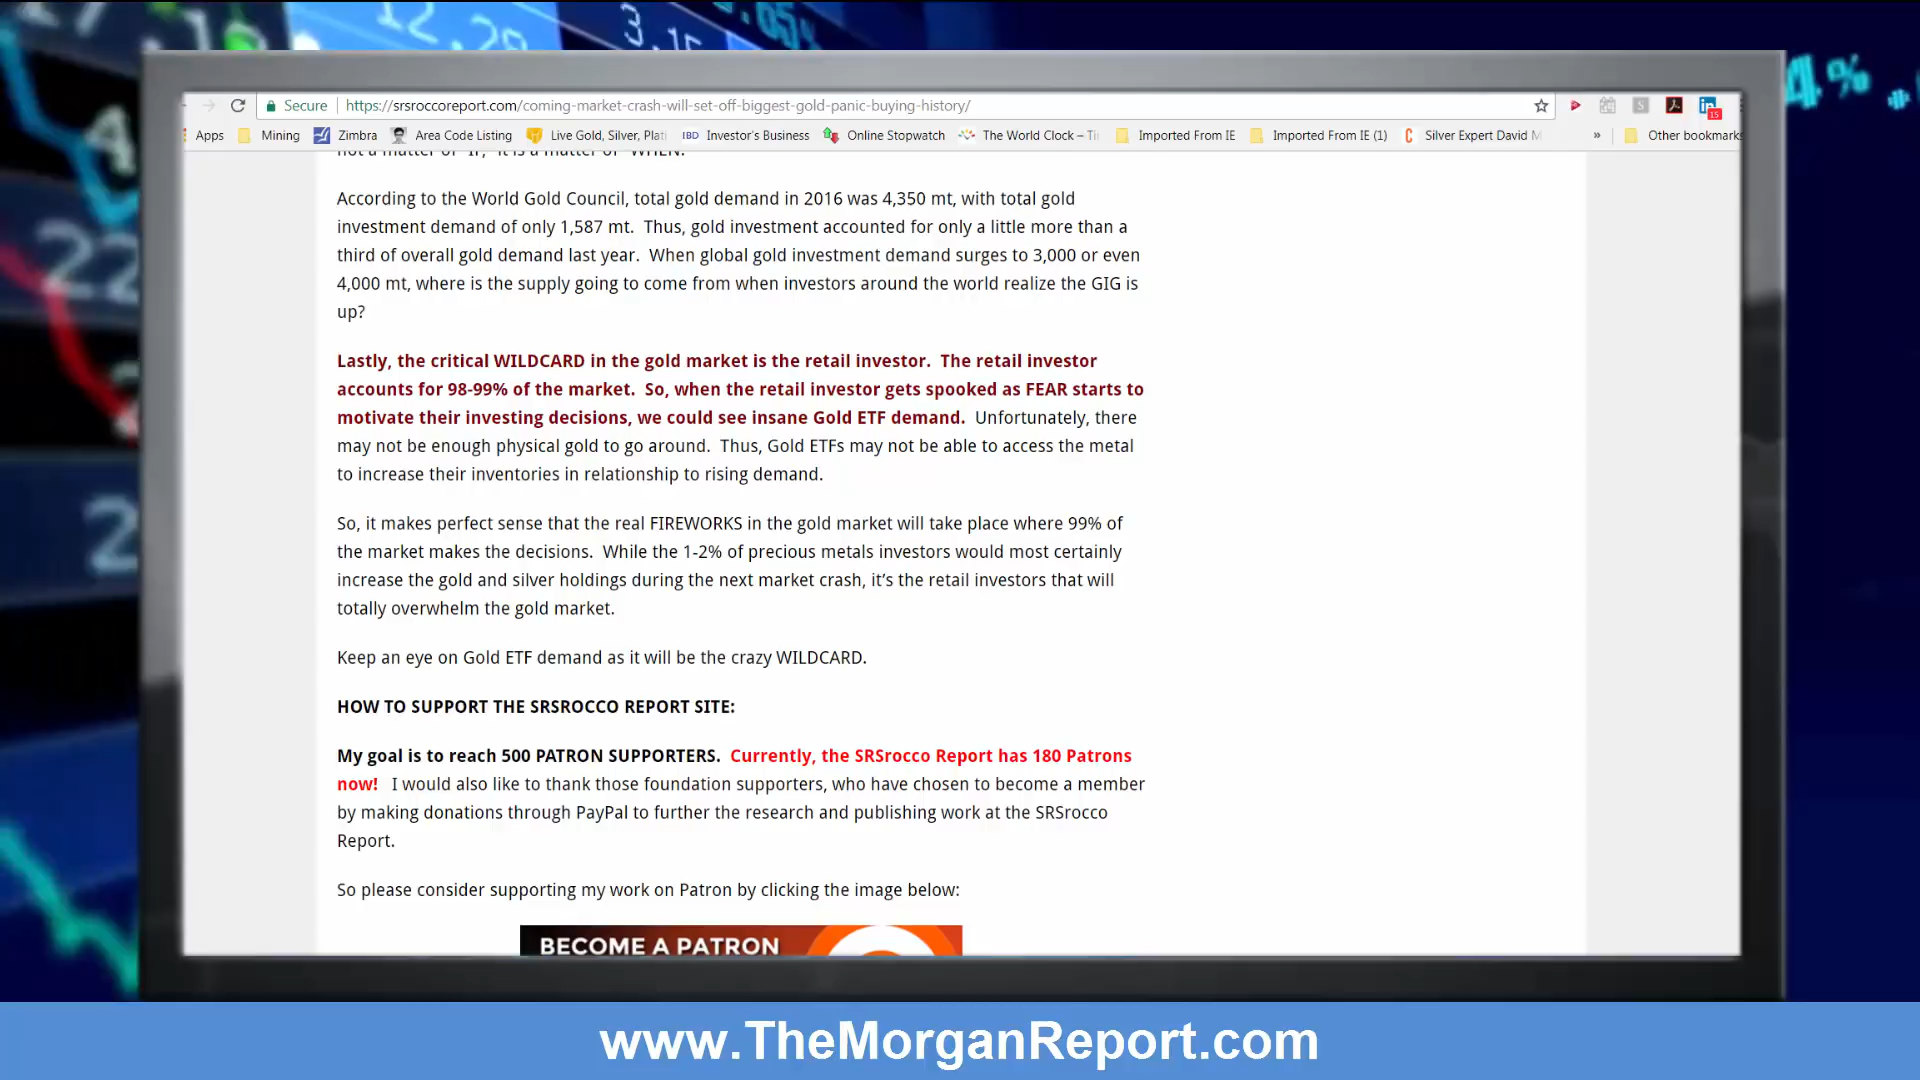 12.28
3.15
4%
Secure https://srsroccoreport.com/coming-market-crash-will-set-off-biggest-gold-panic-buying-history/
15
Apps Mining Zimbra Area Code Listing Live Gold, Silver, Plati IBD Investor's Business Online Stopwatch The World Clock – Imported From IE Imported From IE (1) Silver Expert David » Other bookmarks
not a matter of "IF," it is a matter of "WHEN."
According to the World Gold Council, total gold demand in 2016 was 4,350 mt, with total gold
investment demand of only 1,587 mt. Thus, gold investment accounted for only a little more than a
third of overall gold demand last year. When global gold investment demand surges to 3,000 or even
4,000 mt, where is the supply going to come from when investors around the world realize the GIG is
up?
Lastly, the critical WILDCARD in the gold market is the retail investor. The retail investor
accounts for 98-99% of the market. So, when the retail investor gets spooked as FEAR starts to
motivate their investing decisions, we could see insane Gold ETF demand. Unfortunately, there
may not be enough physical gold to go around. Thus, Gold ETFs may not be able to access the metal
to increase their inventories in relationship to rising demand.
So, it makes perfect sense that the real FIREWORKS in the gold market will take place where 99% of
the market makes the decisions. While the 1-2% of precious metals investors would most certainly
increase the gold and silver holdings during the next market crash, it's the retail investors that will
totally overwhelm the gold market.
Keep an eye on Gold ETF demand as it will be the crazy WILDCARD.
HOW TO SUPPORT THE SRSROCCO REPORT SITE:
My goal is to reach 500 PATRON SUPPORTERS. Currently, the SRSrocco Report has 180 Patrons
now! I would also like to thank those foundation supporters, who have chosen to become a member
by making donations through PayPal to further the research and publishing work at the SRSrocco
Report.
So please consider supporting my work on Patron by clicking the image below:
BECOME A PATRON
www.TheMorganReport.com